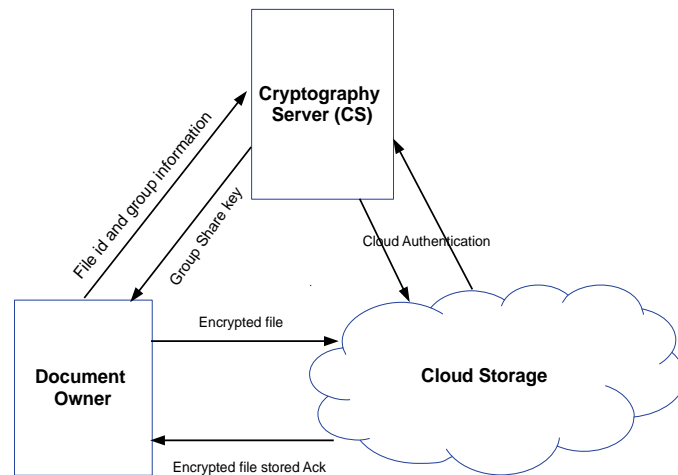 Cryptography
Server (CS)
File id and group information
Group Share key
Cloud Authentication
Encrypted file
Document
Owner
Cloud Storage
Encrypted file stored Ack